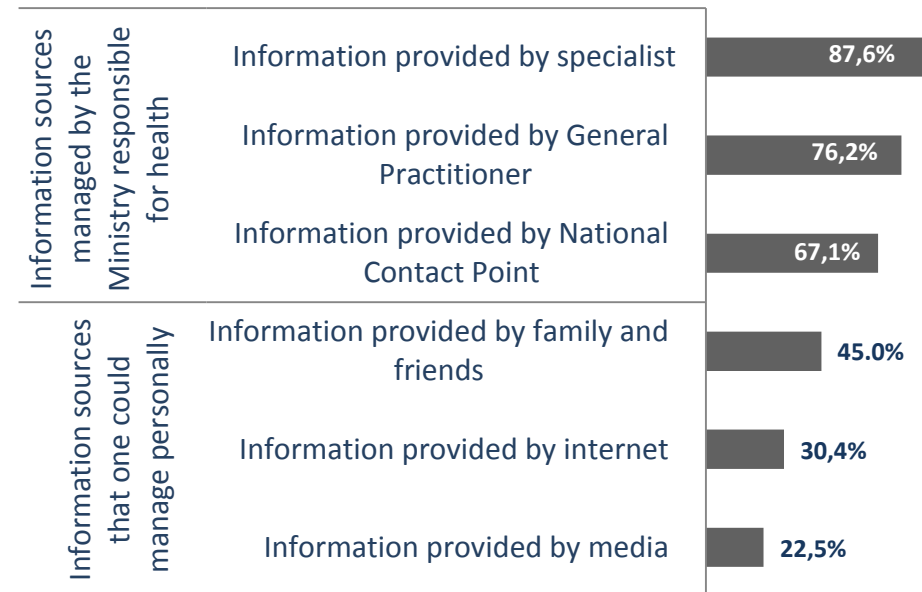 Information sources
managed by the
Ministry responsible
for health
Information provided by specialist
87,6%
Information provided by General
Practitioner
76,2%
Information provided by National
Contact Point
67,1%
Information sources
that one could
manage personally
Information provided by family and
friends
45.0%
Information provided by internet
30,4%
Information provided by media
22,5%